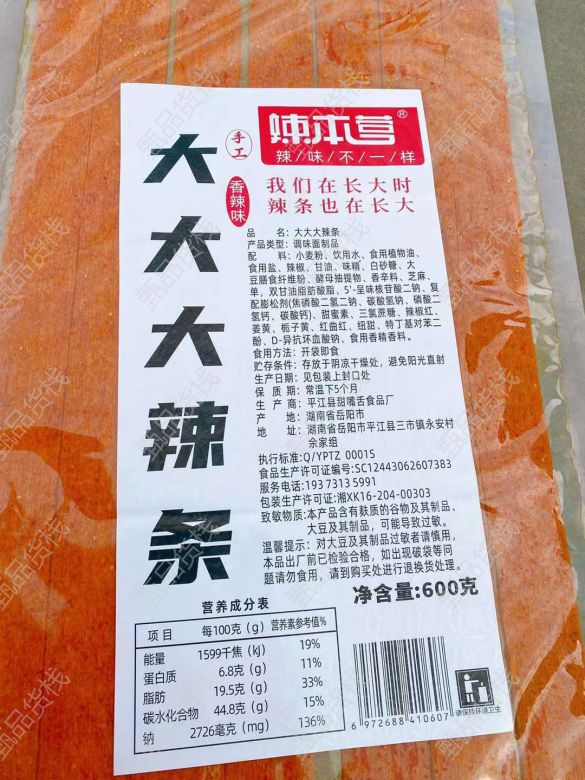 手工
辣本营®
辣/味/不/一/样
香辣味
我们在长大时
辣条也在长大
大大大辣条
品 名：大大大辣条
产品类型：调味面制品
配 料：小麦粉、饮用水、食用植物油、
食用盐、辣椒、甘油、味精、白砂糖、大
豆膳食纤维粉、酵母抽提物、香辛料、芝麻、
单，双甘油脂肪酸脂、5'-呈味核苷酸二钠、复
配膨松剂(焦磷酸二氢二钠、碳酸氢钠、磷酸二
氢钙、碳酸钙)、甜蜜素、三氯蔗糖、辣椒红、
姜黄、栀子黄、红曲红、纽甜、特丁基对苯二
酚、D-异抗坏血酸钠、食用香精香料。
食用方法：开袋即食
贮存条件：存放于阴凉干燥处，避免阳光直射
生产日期：见包装上封口处
保 质 期：常温下5个月
生 产 商：平江县甜嘴舌食品厂
产 地：湖南省岳阳市
地 址：湖南省岳阳市平江县三市镇永安村
余家组
执行标准：Q/YPTZ 0001S
食品生产许可证编号：SC12443062607383
服务电话：193 7313 5991
包装生产许可证：湘XK16-204-00303
致敏物质：本产品含有麸质的谷物及其制品、
大豆及其制品，可能导致过敏。
温馨提示：对大豆及其制品过敏者请慎用，
本品出厂前已检验合格，如出现破袋等问
题请勿食用，请到购买处进行退换货处理。
净含量：600克
营养成分表
项目 每100克（g） 营养素参考值%
能量 1599千焦（kJ） 19%
蛋白质 6.8克（g） 11%
脂肪 19.5克（g） 33%
碳水化合物 44.8克（g） 15%
钠 2726毫克（mg） 136%
6 972688 410607
请保持环境卫生
甄品货栈